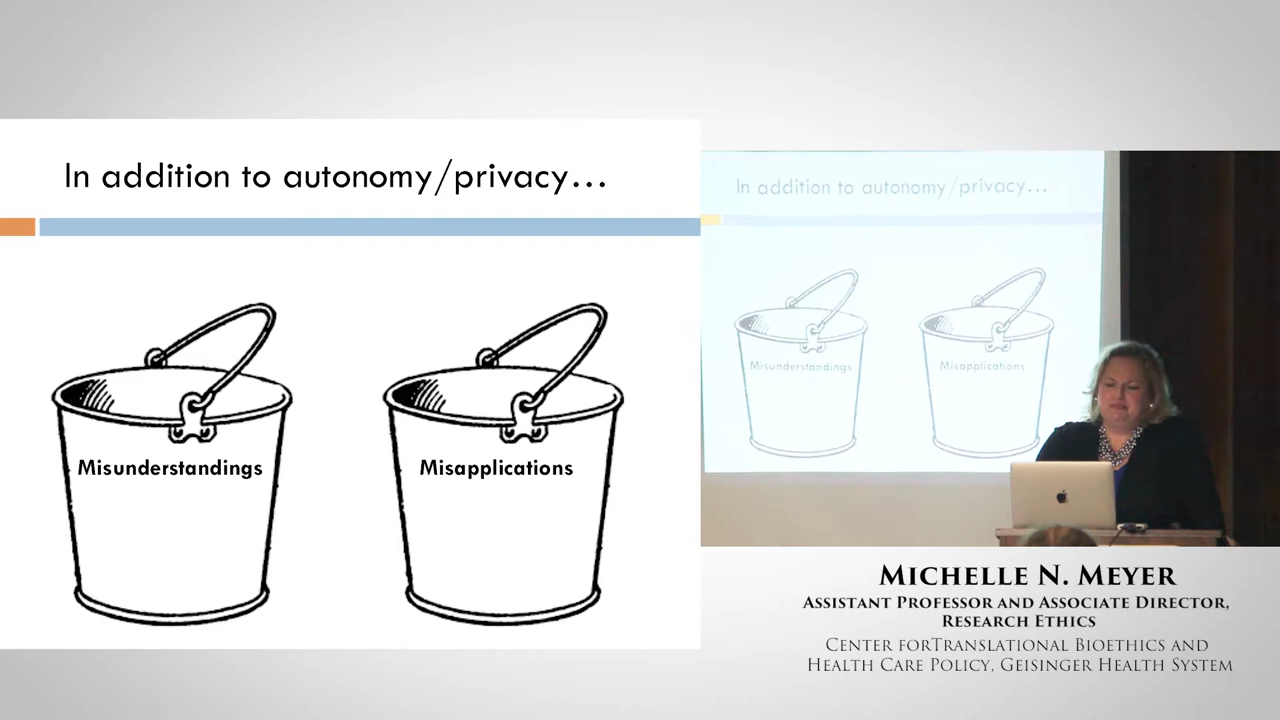 In addition to autonomy/privacy...
Misunderstandings
Misapplications
In addition to autonomy/privacy...
Misunderstandings
Misapplications
MICHELLE N. MEYER
ASSISTANT PROFESSOR AND ASSOCIATE DIRECTOR,
RESEARCH ETHICS
CENTER FORTRANSLATIONAL BIOETHICS AND
HEALTH CARE POLICY, GEISINGER HEALTH SYSTEM